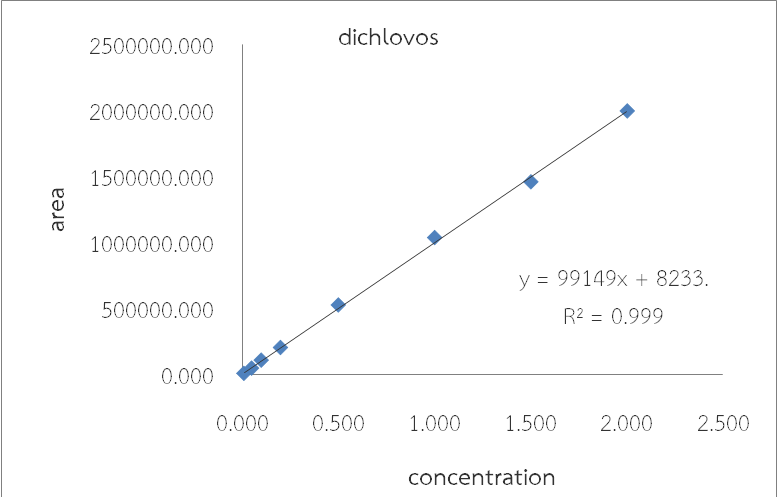 dichlovos
2500000.000
2000000.000
1500000.000
1000000.000
500000.000
0.000
area
y = 99149x + 8233.
R² = 0.999
0.000 0.500 1.000 1.500 2.000 2.500
concentration